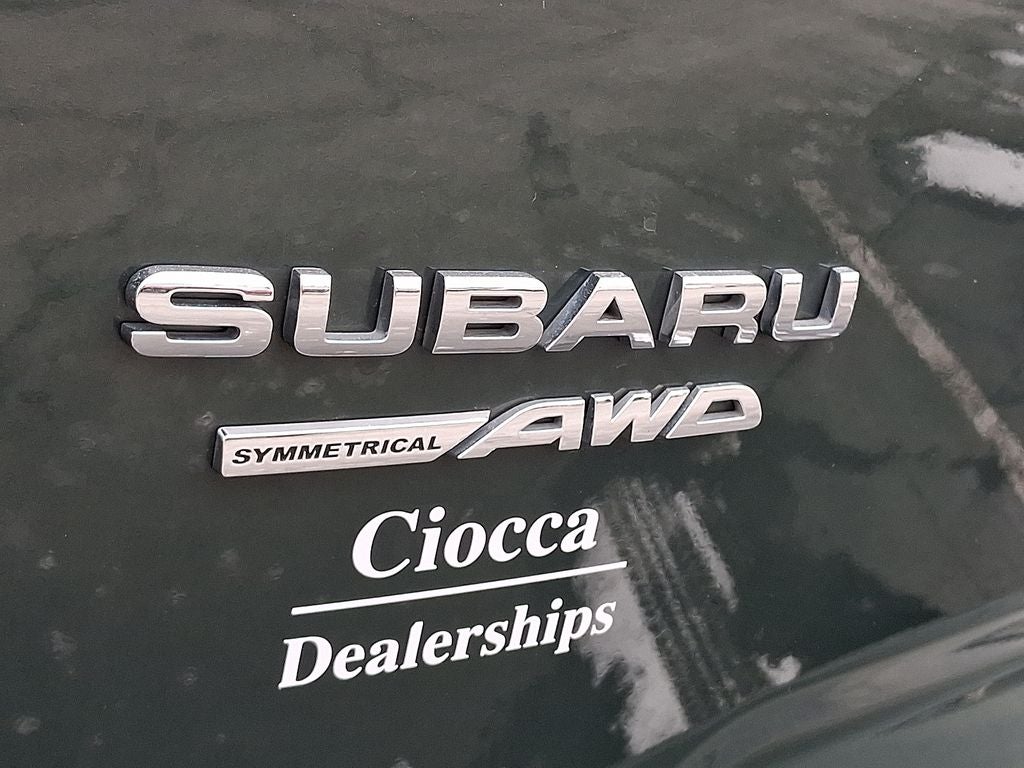 SUBARU
SYMMETRICAL AWD
Ciocca
Dealerships